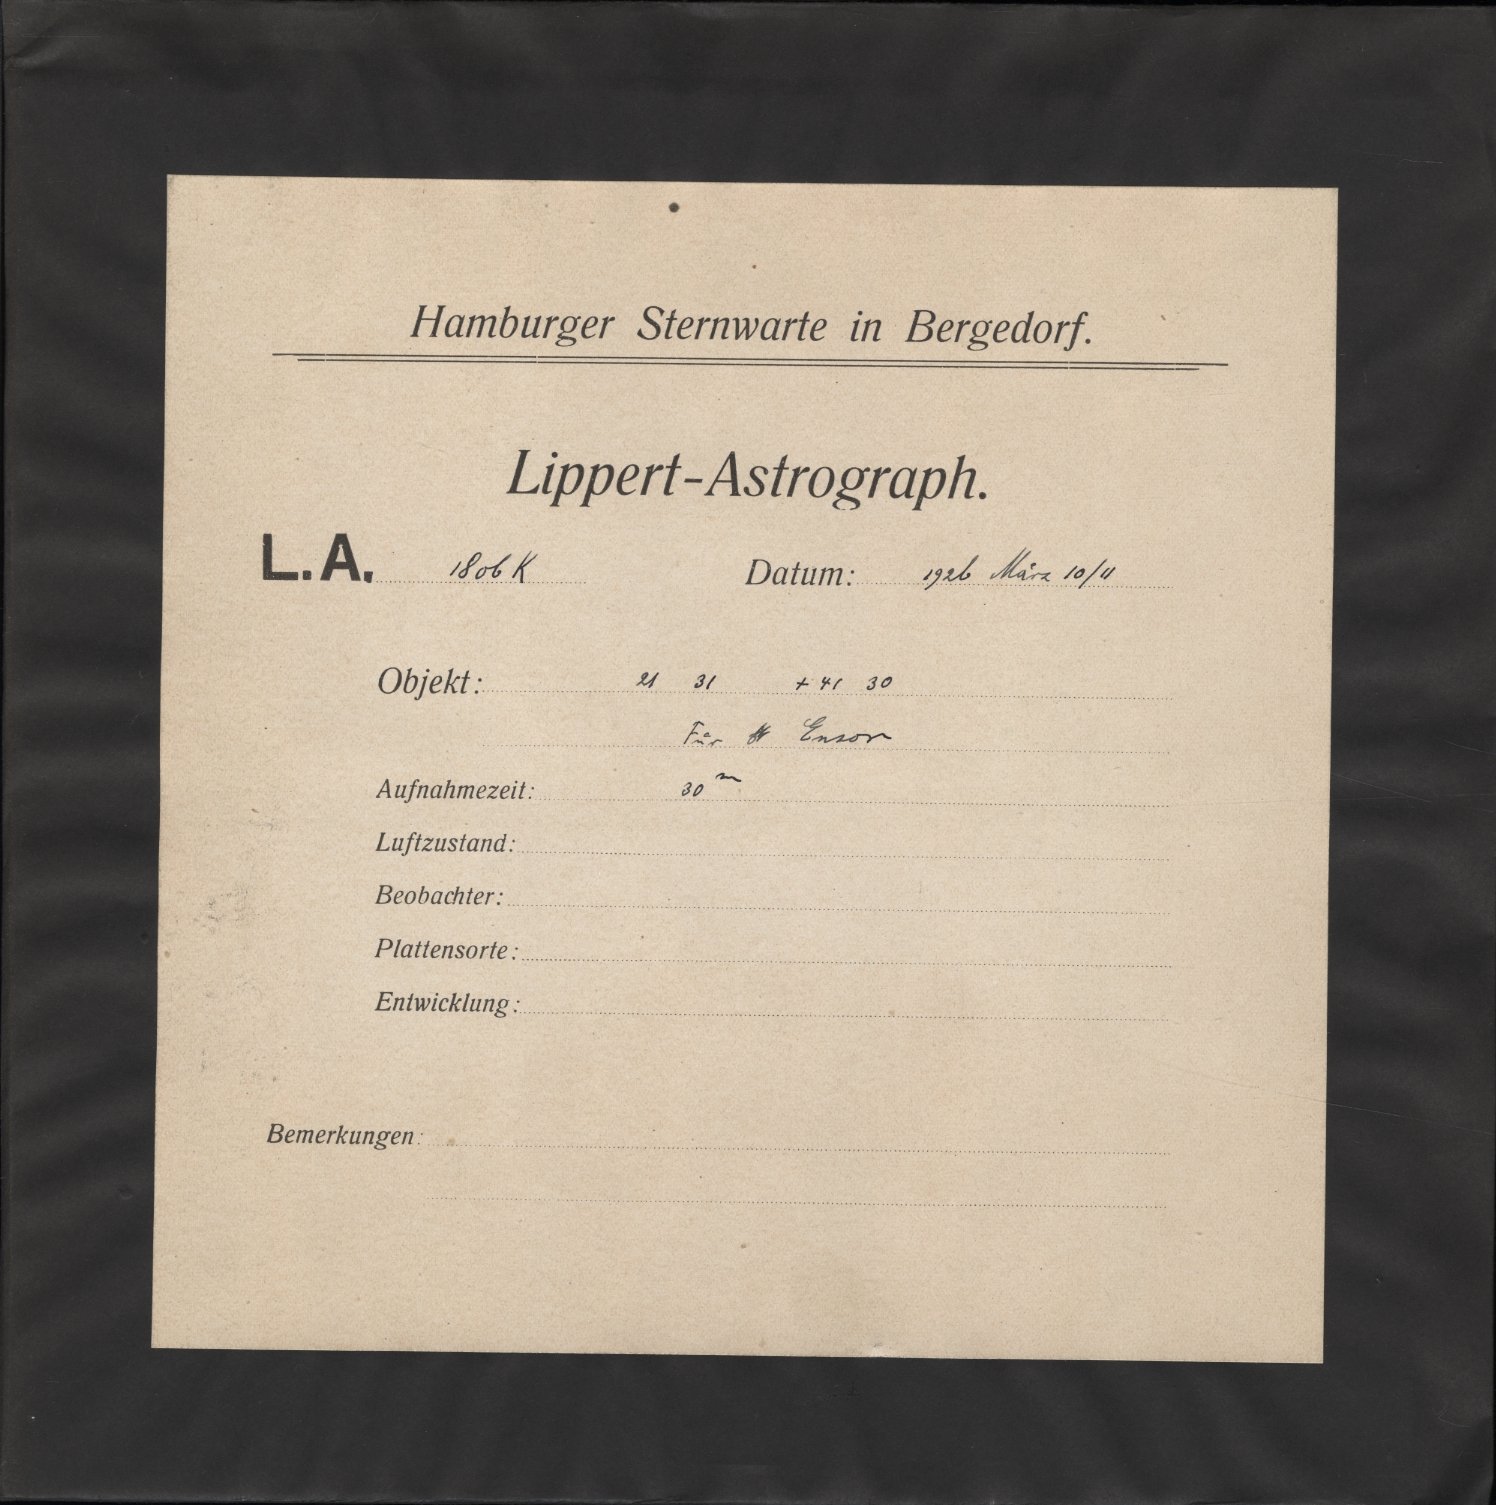 Hamburger Sternwarte in Bergedorf.
Lippert-Astrograph.
L.A. 1806 K Datum: 1926 März 10/11
Objekt: 21 31 + 41 30
Für Ensor
Aufnahmezeit: 30 m
Luftzustand:
Beobachter:
Plattensorte:
Entwicklung:
Bemerkungen: